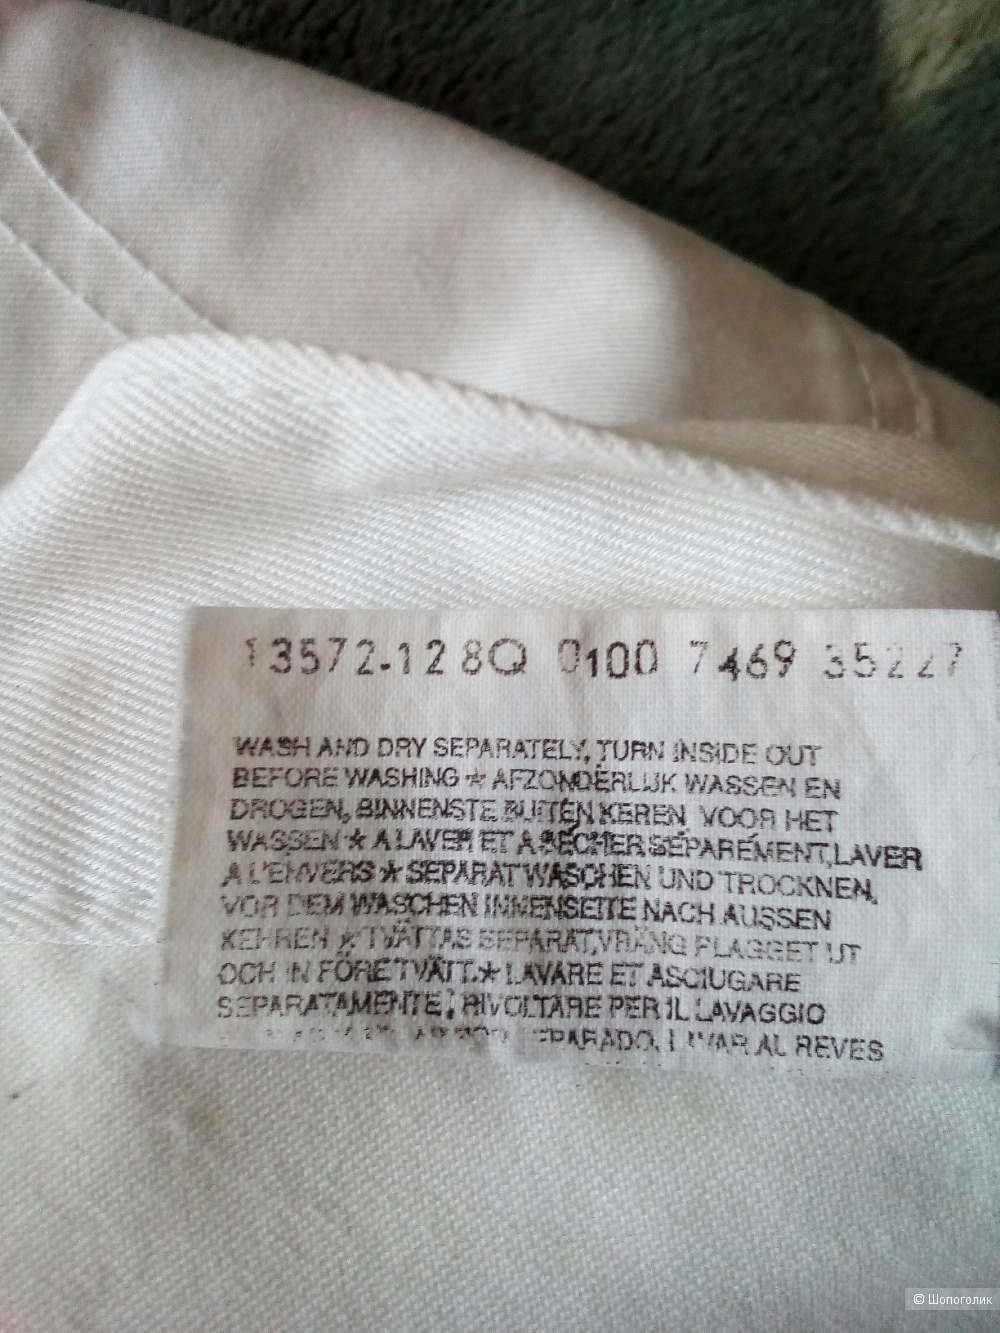 13572-128Q 0100 7469 35227
WASH AND DRY SEPARATELY, TURN INSIDE OUT
BEFORE WASHING ★ AFZONDERLIJK WASSEN EN
DROGEN, BINNENSTE BUITEN KEREN VOOR HET
WASSEN ★ A LAVER ET A SÉCHER SÉPARÉMENT, LAVER
A L'ENVERS ★ SEPARAT WASCHEN UND TROCKNEN,
VOR DEM WASCHEN INNENSEITE NACH AUSSEN
KEHREN ★ TVÄTTAS SEPARAT, VRÄNG PLAGGET UT
OCH IN FÖRE TVÄTT. ★ LAVARE ET ASCIUGARE
SEPARATAMENTE, RIVOLTARE PER IL LAVAGGIO
SEPARADO, LAVAR AL REVES
© Шопоголик